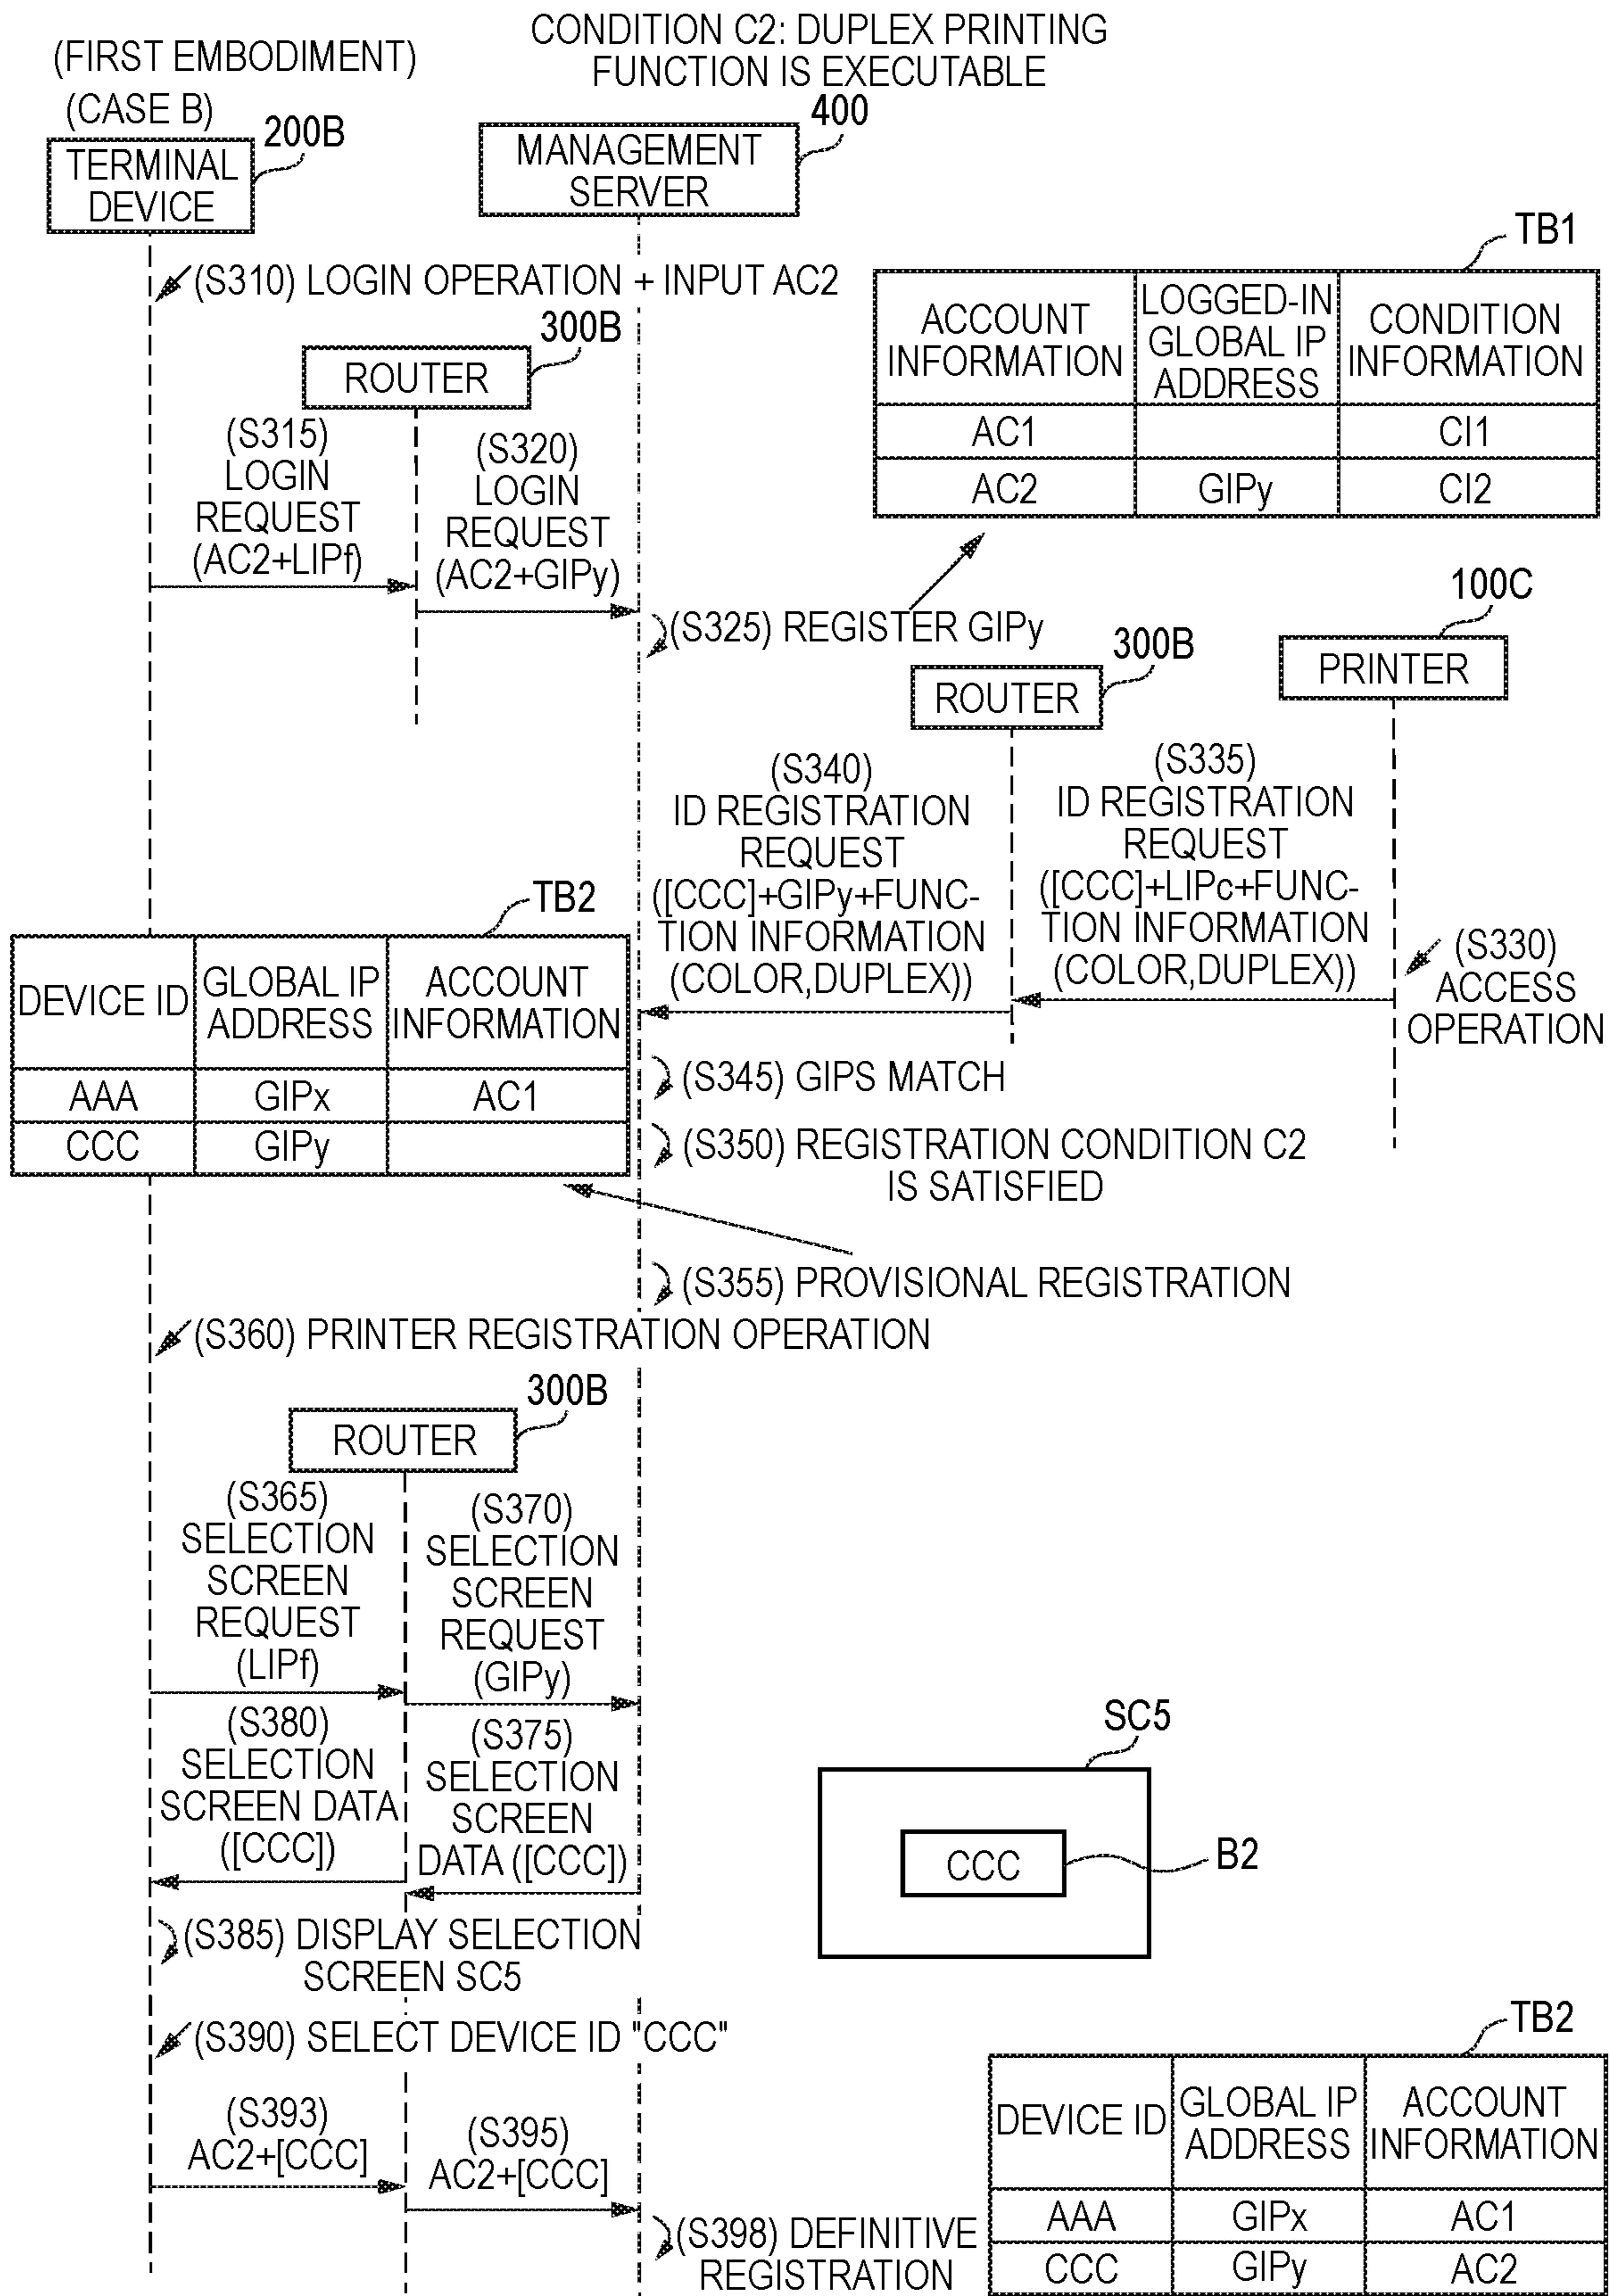 (FIRST EMBODIMENT)
(CASE B)
CONDITION C2: DUPLEX PRINTING
FUNCTION IS EXECUTABLE
200B
TERMINAL
DEVICE
400
MANAGEMENT
SERVER
(S310) LOGIN OPERATION + INPUT AC2
TB1
ACCOUNT
INFORMATION
LOGGED-IN
GLOBAL IP
ADDRESS
CONDITION
INFORMATION
AC1
CI1
AC2
GIPy
CI2
300B
ROUTER
(S315)
LOGIN
REQUEST
(AC2+LIPf)
(S320)
LOGIN
REQUEST
(AC2+GIPy)
(S325) REGISTER GIPy
300B
ROUTER
100C
PRINTER
(S340)
ID REGISTRATION
REQUEST
([CCC]+GIPy+FUNC-
TION INFORMATION
(COLOR,DUPLEX))
(S335)
ID REGISTRATION
REQUEST
([CCC]+LIPc+FUNC-
TION INFORMATION
(COLOR,DUPLEX))
(S330)
ACCESS
OPERATION
TB2
DEVICE ID
GLOBAL IP
ADDRESS
ACCOUNT
INFORMATION
AAA
GIPx
AC1
CCC
GIPy
(S345) GIPS MATCH
(S350) REGISTRATION CONDITION C2
IS SATISFIED
(S355) PROVISIONAL REGISTRATION
(S360) PRINTER REGISTRATION OPERATION
300B
ROUTER
(S365)
SELECTION
SCREEN
REQUEST
(LIPf)
(S370)
SELECTION
SCREEN
REQUEST
(GIPy)
(S380)
SELECTION
SCREEN DATA
([CCC])
(S375)
SELECTION
SCREEN
DATA ([CCC])
SC5
CCC
B2
(S385) DISPLAY SELECTION
SCREEN SC5
(S390) SELECT DEVICE ID "CCC"
(S393)
AC2+[CCC]
(S395)
AC2+[CCC]
(S398) DEFINITIVE
REGISTRATION
TB2
DEVICE ID
GLOBAL IP
ADDRESS
ACCOUNT
INFORMATION
AAA
GIPx
AC1
CCC
GIPy
AC2